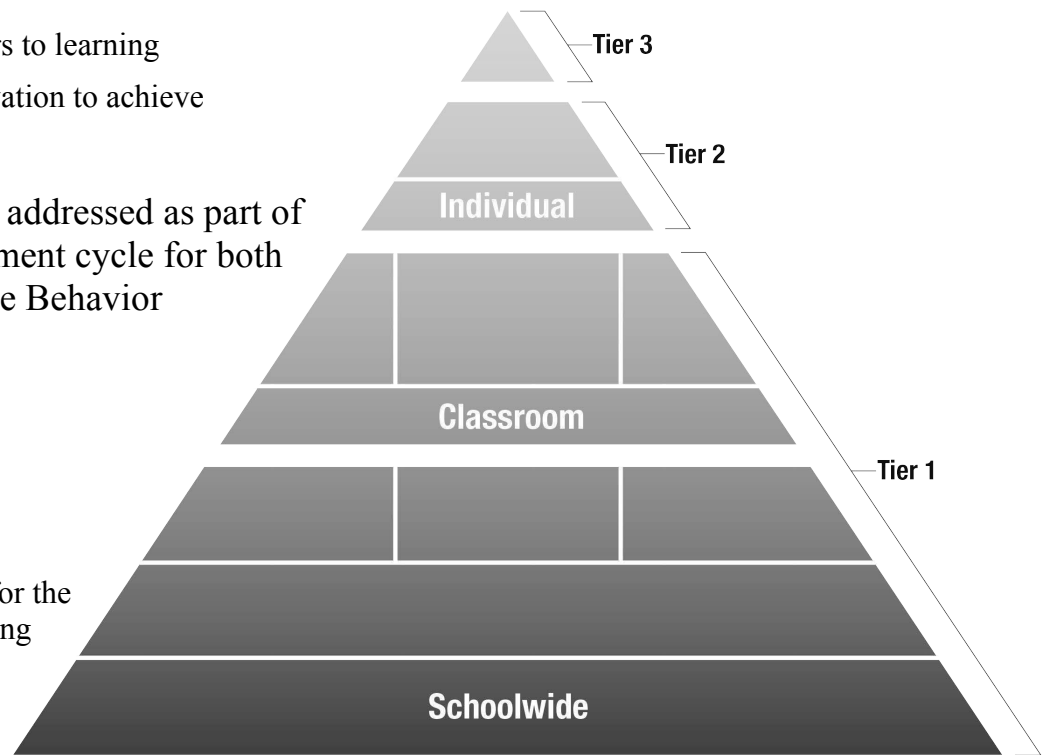 rs to learning
ation to achieve
addressed as part of
ment cycle for both
e Behavior
for the
ng
Tier 3
Tier 2
Individual
Classroom
Tier 1
Schoolwide